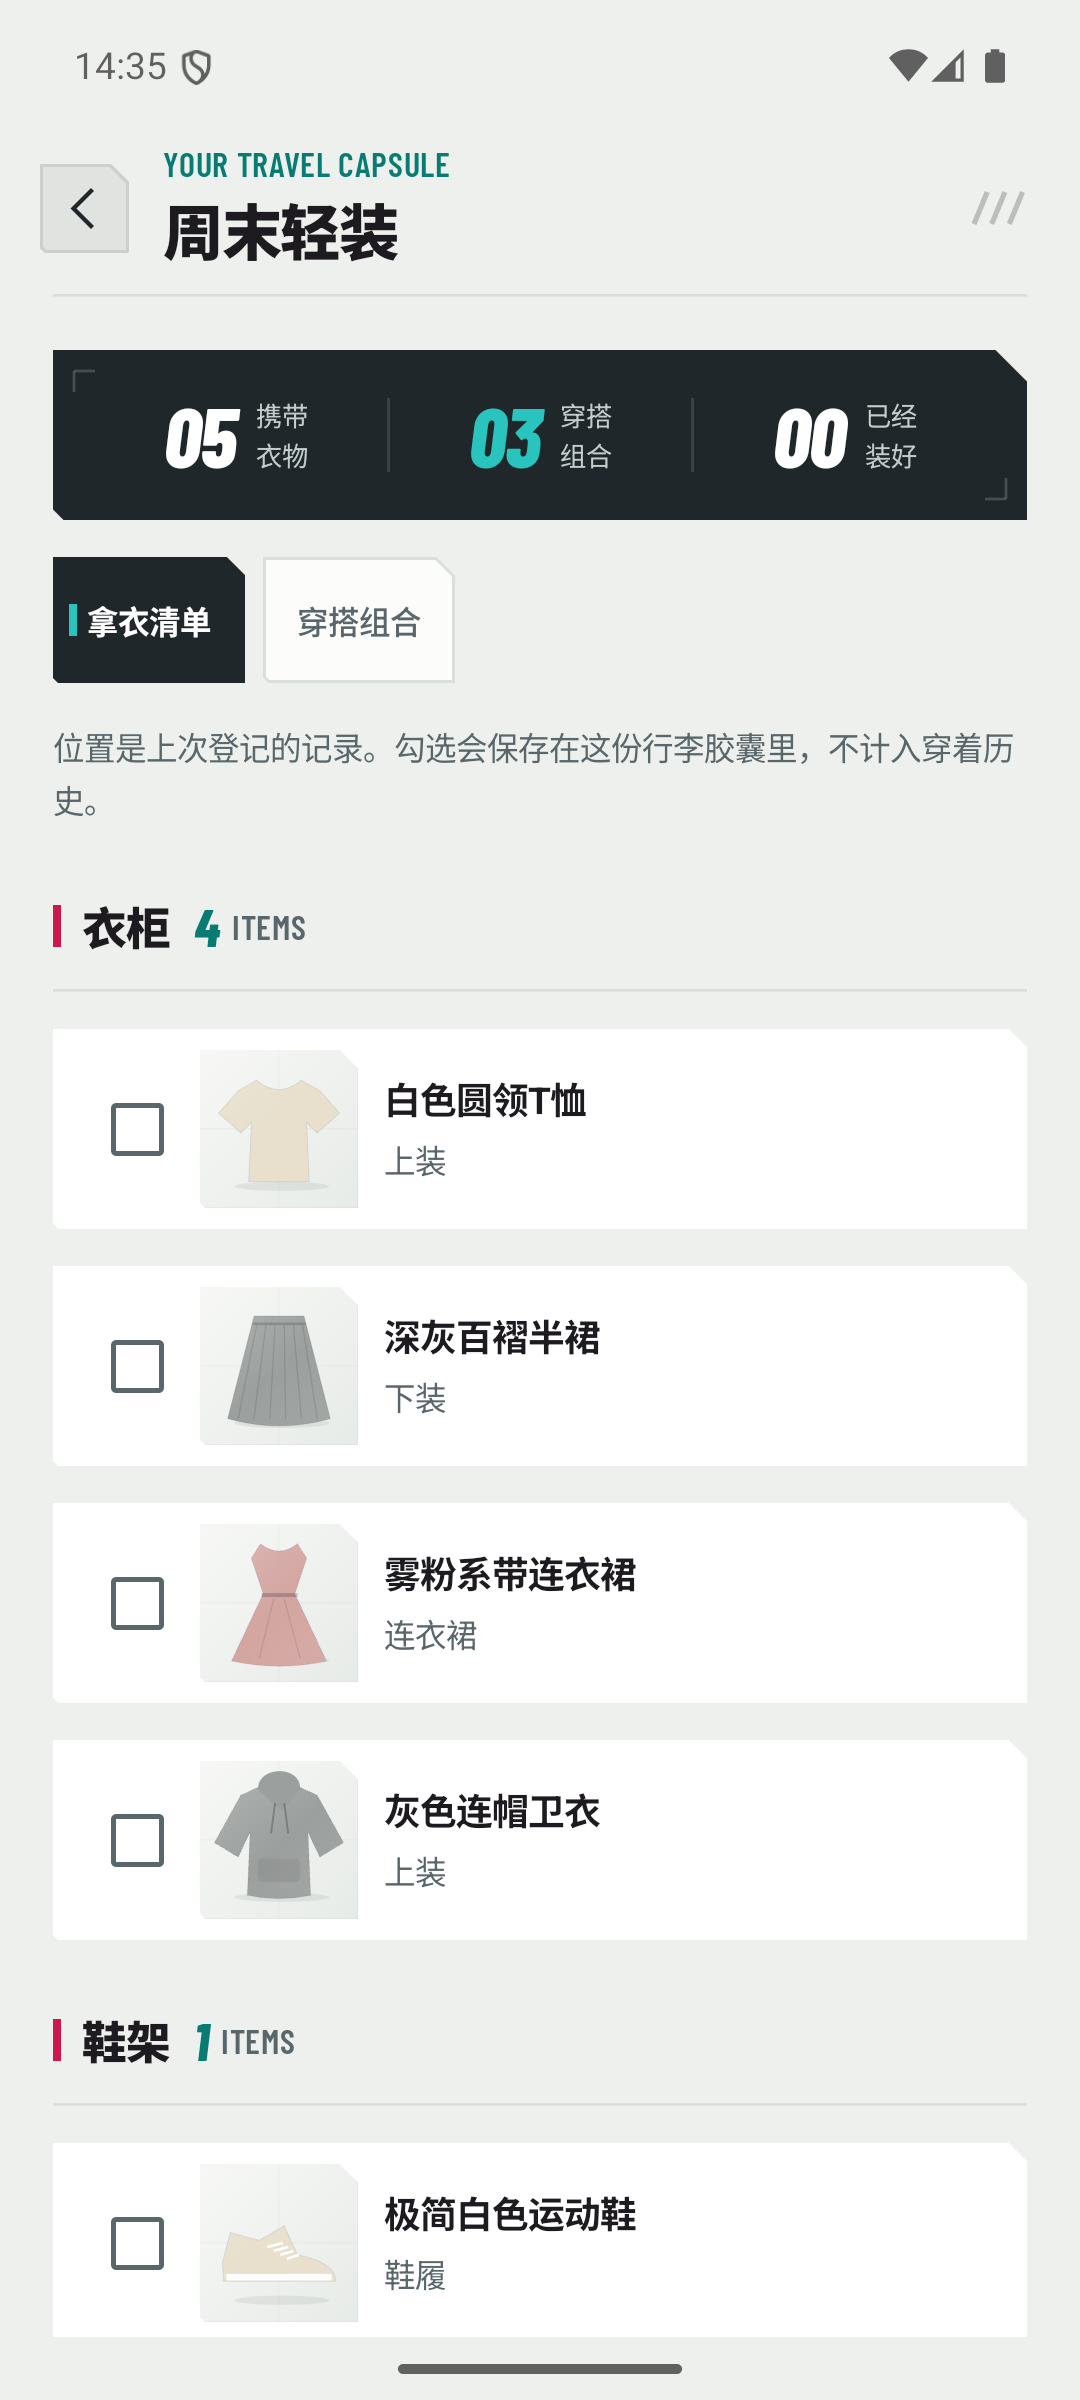 14:35
YOUR TRAVEL CAPSULE
周末轻装
05 携带衣物
03 穿搭组合
00 已经装好
拿衣清单
穿搭组合
位置是上次登记的记录。勾选会保存在这份行李胶囊里，不计入穿着历
史。
衣柜 4 ITEMS
白色圆领T恤
上装
深灰百褶半裙
下装
雾粉系带连衣裙
连衣裙
灰色连帽卫衣
上装
鞋架 1 ITEMS
极简白色运动鞋
鞋履